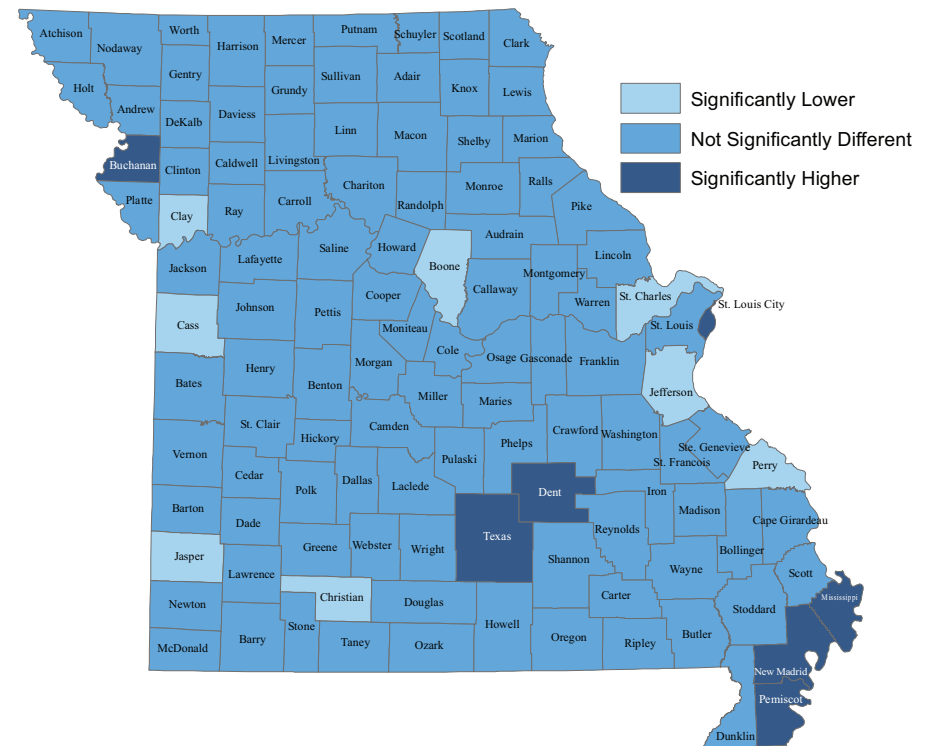 Atchison
Nodaway
Worth
Harrison
Mercer
Putnam
Schuyler
Scotland
Clark
Holt
Gentry
Grundy
Sullivan
Adair
Knox
Lewis
Andrew
DeKalb
Daviess
Linn
Macon
Shelby
Marion
Significantly Lower
Not Significantly Different
Significantly Higher
Buchanan
Clinton
Caldwell
Livingston
Chariton
Monroe
Ralls
Platte
Clay
Ray
Carroll
Randolph
Pike
Audrain
Jackson
Lafayette
Saline
Howard
Boone
Callaway
Montgomery
Lincoln
Cass
Johnson
Pettis
Cooper
Moniteau
Warren
St. Charles
St. Louis City
St. Louis
Bates
Henry
Benton
Morgan
Cole
Osage
Gasconade
Franklin
Jefferson
Miller
Maries
Vernon
St. Clair
Hickory
Camden
Pulaski
Phelps
Crawford
Washington
Ste. Genevieve
St. Francois
Perry
Cedar
Polk
Dallas
Laclede
Dent
Iron
Madison
Cape Girardeau
Barton
Dade
Greene
Webster
Wright
Texas
Shannon
Reynolds
Bollinger
Jasper
Lawrence
Christian
Douglas
Wayne
Scott
Mississippi
Newton
Stone
Howell
Carter
Stoddard
McDonald
Barry
Taney
Ozark
Oregon
Ripley
Butler
New Madrid
Pemiscot
Dunklin